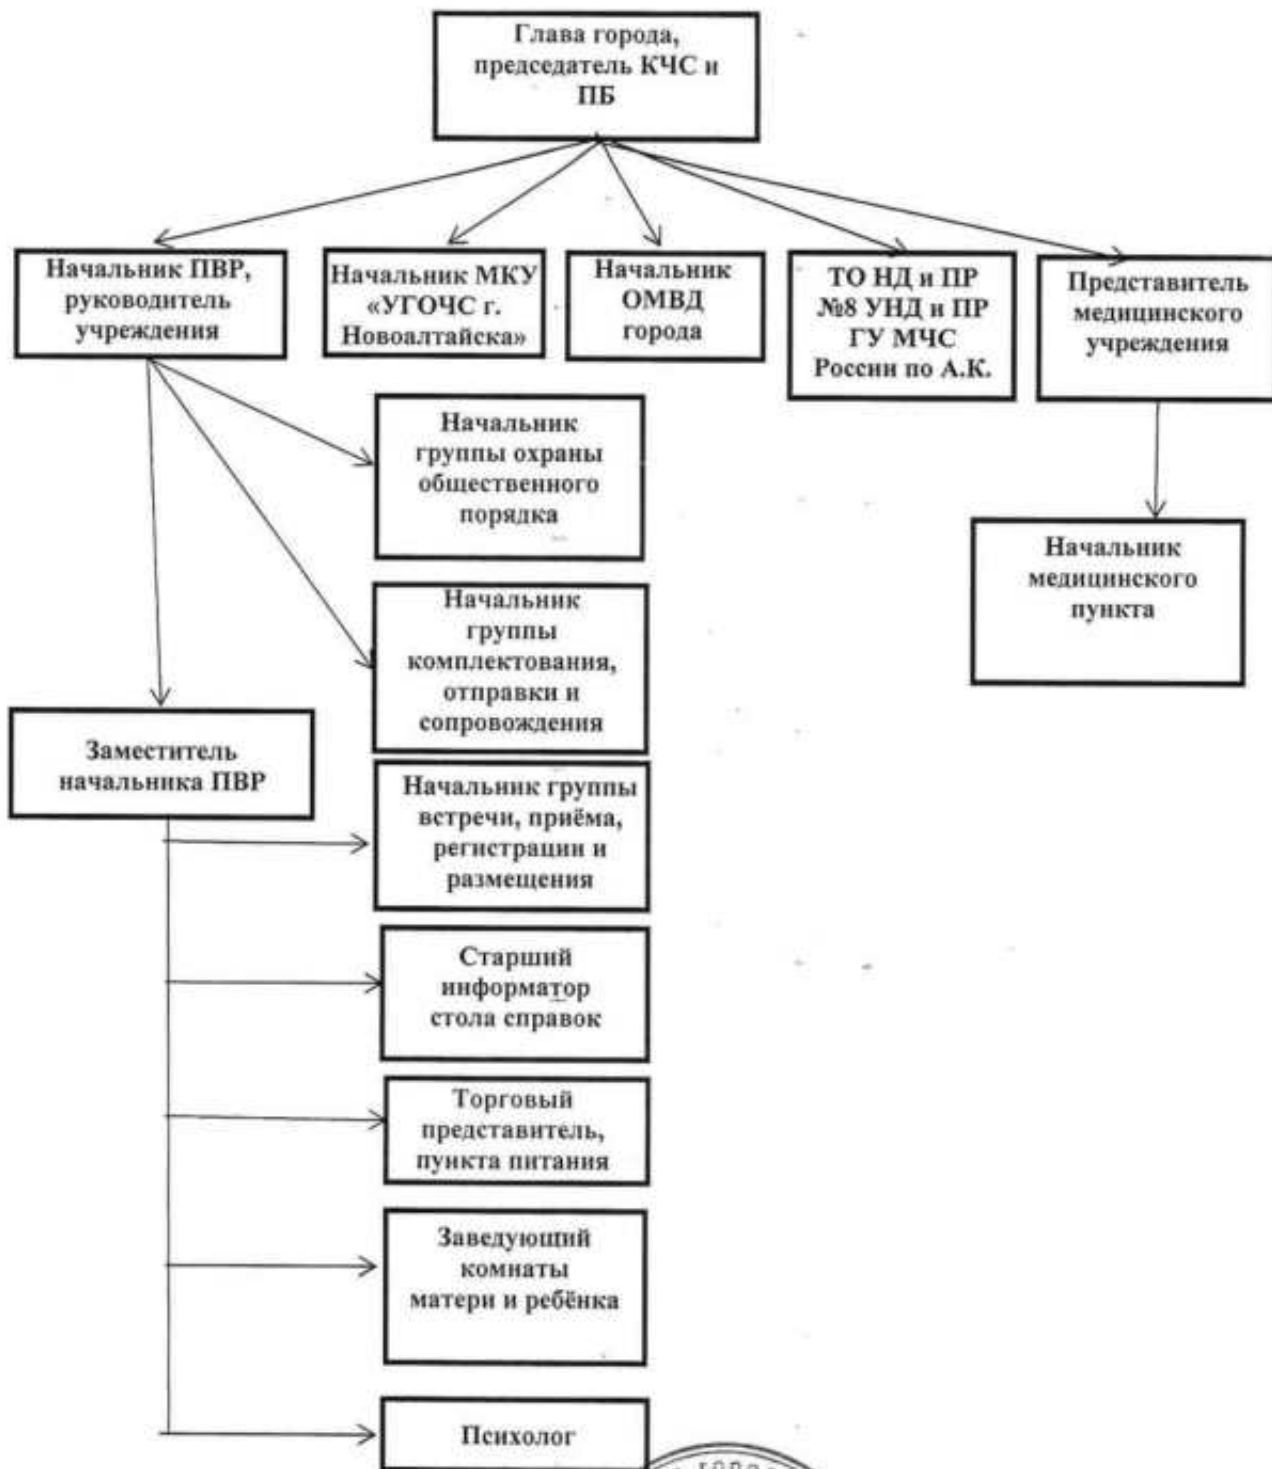 Глава города,
председатель КЧС и
ПБ
Начальник ПВР,
руководитель
учреждения
Начальник МКУ
«УГОЧС г.
Новоалтайска»
Начальник
ОМВД
города
ТО НД и ПР
№8 УНД и ПР
ГУ МЧС
России по А.К.
Представитель
медицинского
учреждения
Начальник
группы охраны
общественного
порядка
Начальник
медицинского
пункта
Начальник
группы
комплектования,
отправки и
сопровождения
Заместитель
начальника ПВР
Начальник группы
встречи, приёма,
регистрации и
размещения
Старший
информатор
стола справок
Торговый
представитель,
пункта питания
Заведующий
комнаты
матери и ребёнка
Психолог